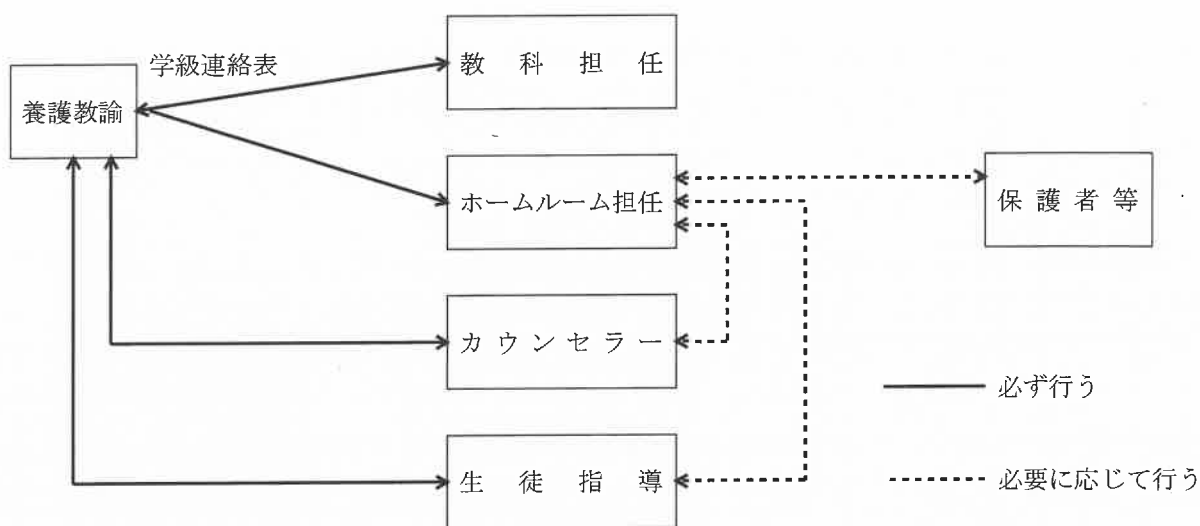 学級連絡表
教科担任
養護教諭
ホームルーム担任
保護者等
カウンセラー
必ず行う
生徒指導
必要に応じて行う